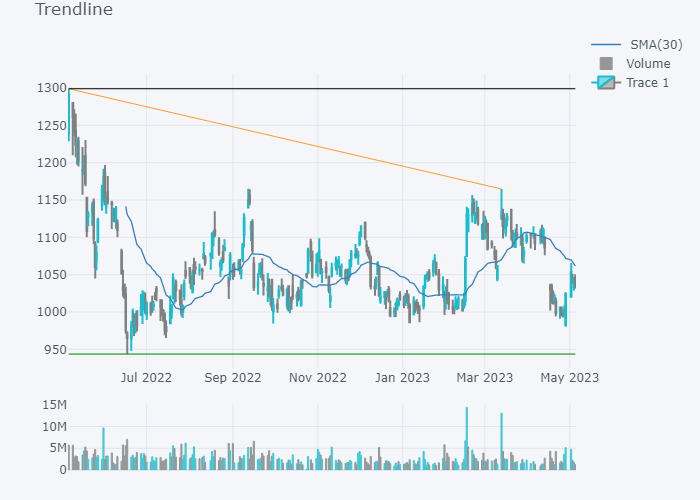 Trendline
SMA(30)
Volume
Trace 1
1300
1250
1200
1150
1100
1050
1000
950
Jul 2022
Sep 2022
Nov 2022
Jan 2023
Mar 2023
May 2023
15M
10M
5M
0